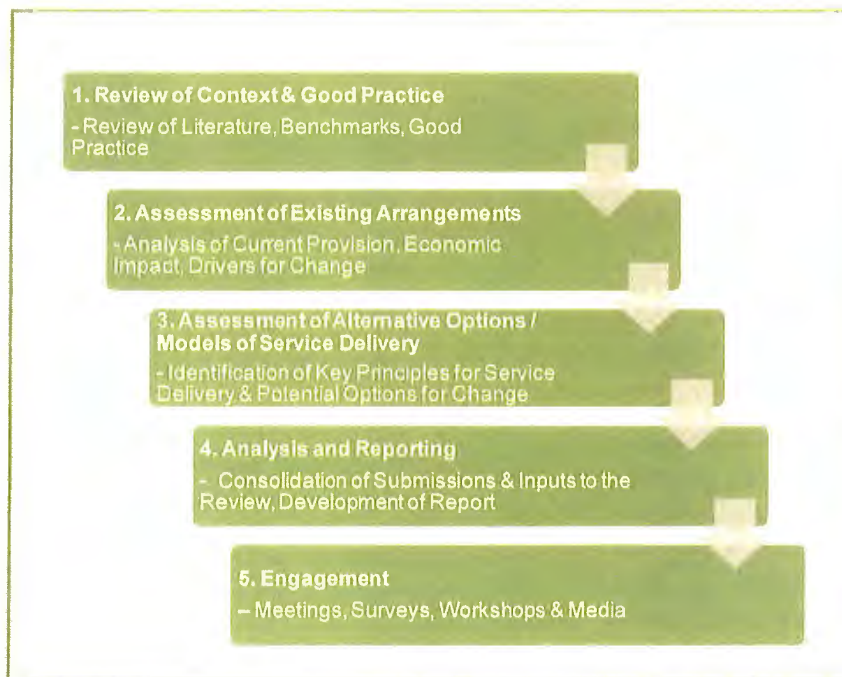 1. Review of Context & Good Practice
- Review of Literature, Benchmarks, Good
Practice
2. Assessment of Existing Arrangements
- Analysis of Current Provision, Economic
Impact, Drivers for Change
3. Assessment of Alternative Options /
Models of Service Delivery
- Identification of Key Principles for Service
Delivery & Potential Options for Change
4. Analysis and Reporting
- Consolidation of Submissions & Inputs to the
Review, Development of Report
5. Engagement
– Meetings, Surveys, Workshops & Media